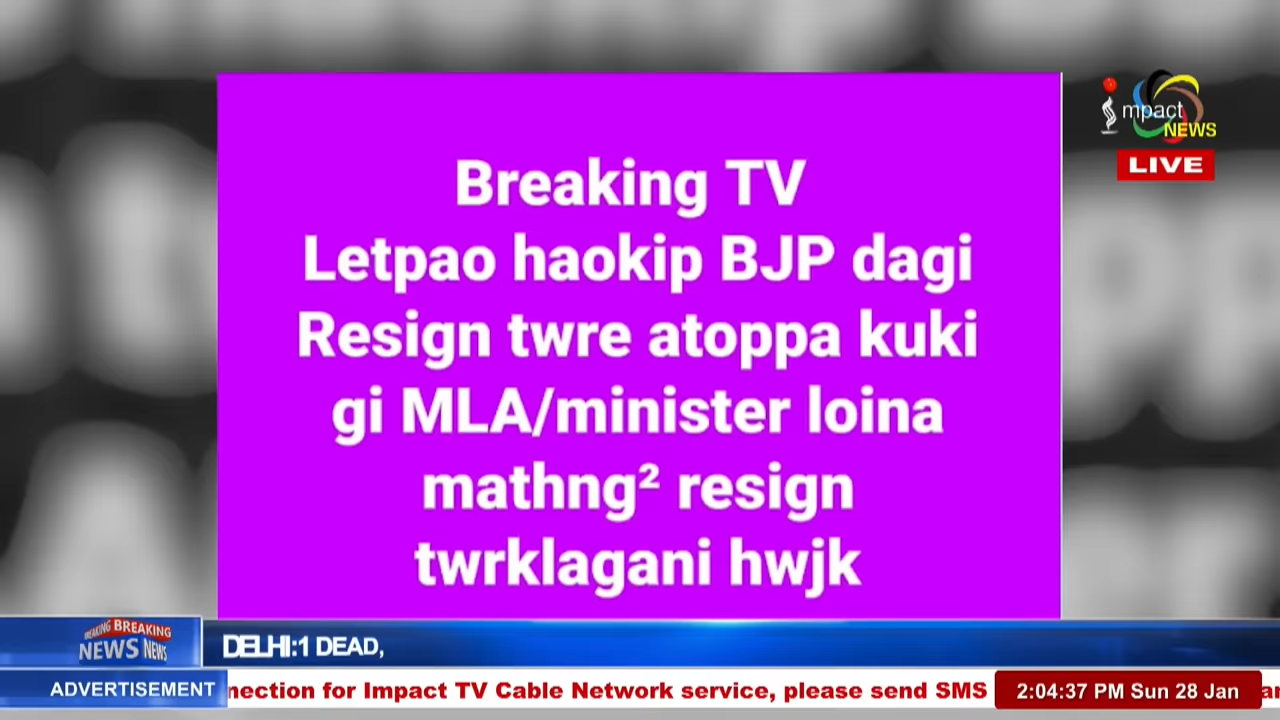 Breaking TV
Letpao haokip BJP dagi
Resign twre atoppa kuki
gi MLA/minister loina
mathng² resign
twrklagani hwjk
impact
NEWS
LIVE
BREAKING BREAKING
NEWS NEWS
DELHI:1 DEAD,
ADVERTISEMENT
nection for Impact TV Cable Network service, please send SMS
2:04:37 PM Sun 28 Jan